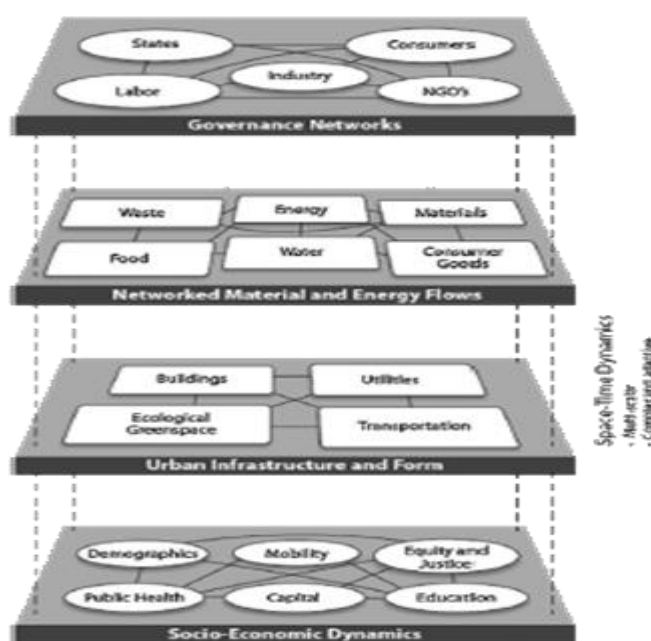 States
Consumers
Industry
Labor
NGO's
Governance Networks
Waste
Energy
Materials
Food
Water
Consumer
Goods
Networked Material and Energy Flows
Buildings
Utilities
Ecological
Greenspace
Transportation
Urban Infrastructure and Form
Demographics
Mobility
Equity and
Justice
Public Health
Capital
Education
Socio-Economic Dynamics
Space-Time Dynamics